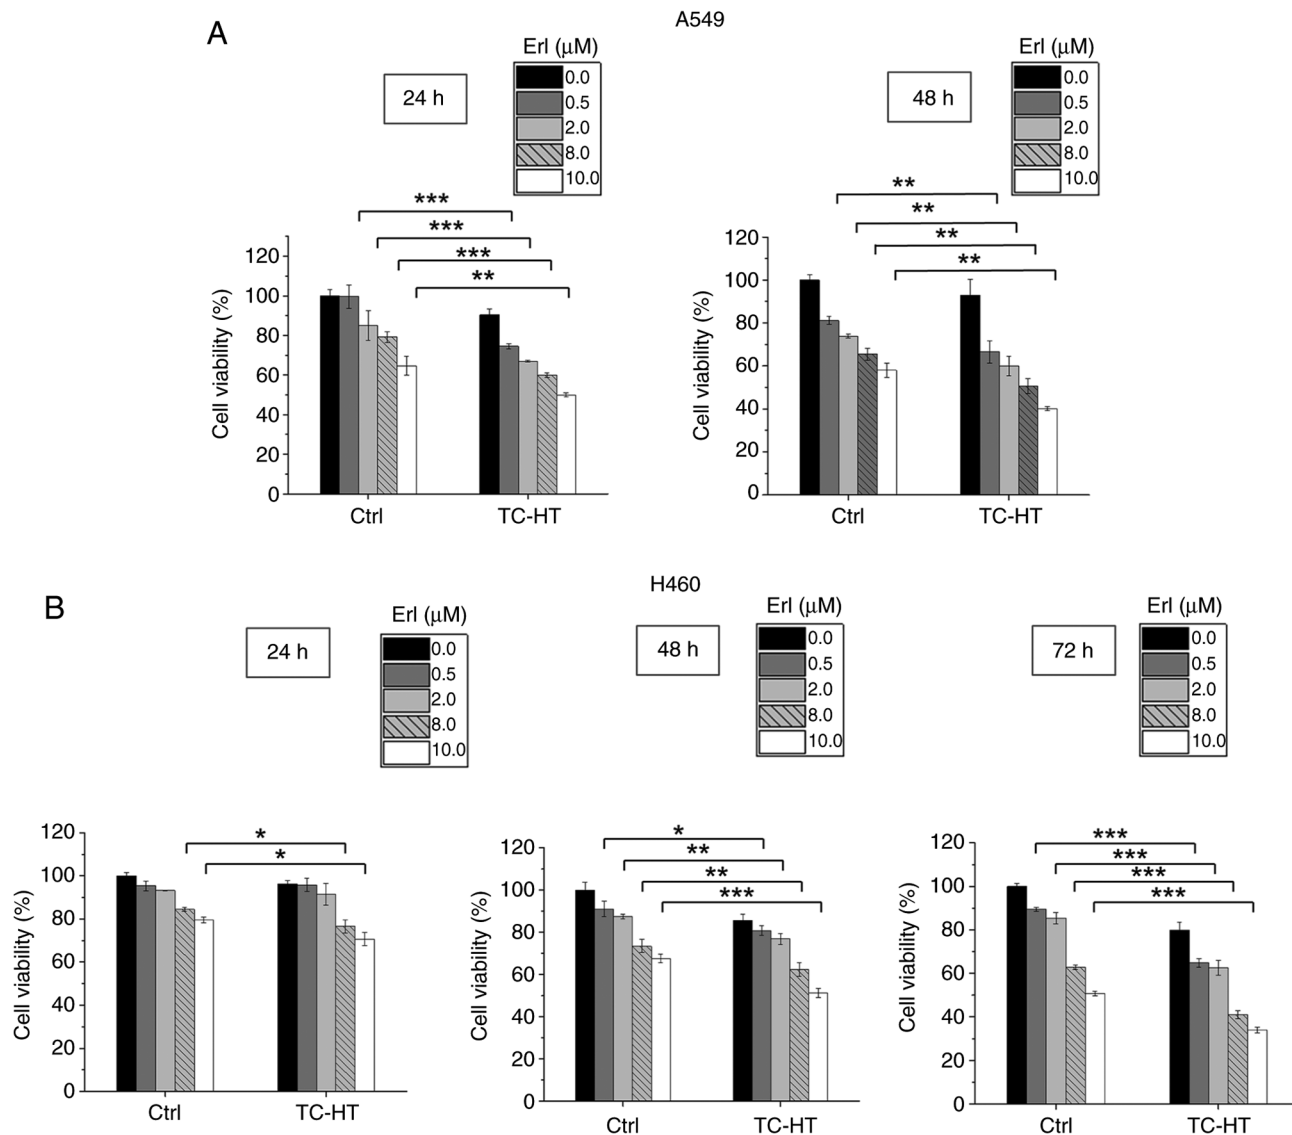 A
A549
24 h
Erl (μM)
0.0
0.5
2.0
8.0
10.0
48 h
Erl (μM)
0.0
0.5
2.0
8.0
10.0
***
***
***
**
Cell viability (%)
120
100
80
60
40
20
0
Ctrl
TC-HT
**
**
**
**
Cell viability (%)
120
100
80
60
40
20
0
Ctrl
TC-HT
B
H460
24 h
Erl (μM)
0.0
0.5
2.0
8.0
10.0
48 h
Erl (μM)
0.0
0.5
2.0
8.0
10.0
72 h
Erl (μM)
0.0
0.5
2.0
8.0
10.0
*
*
Cell viability (%)
120
100
80
60
40
20
0
Ctrl
TC-HT
*
**
**
***
Cell viability (%)
120
100
80
60
40
20
0
Ctrl
TC-HT
***
***
***
***
Cell viability (%)
120
100
80
60
40
20
0
Ctrl
TC-HT